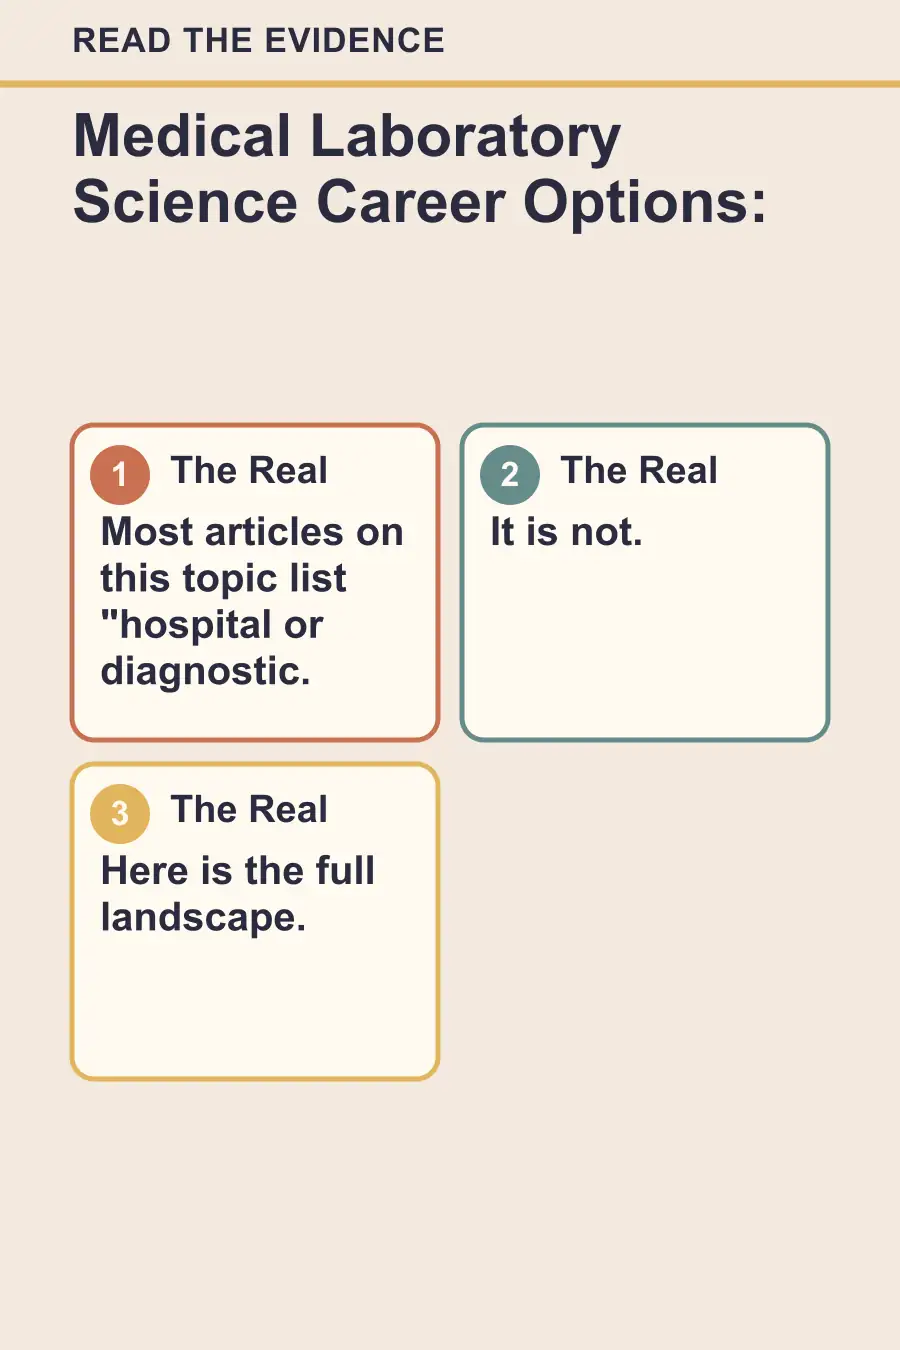 READ THE EVIDENCE
Medical Laboratory
Science Career Options:
1 The Real
Most articles on
this topic list
"hospital or
diagnostic.
2 The Real
It is not.
3 The Real
Here is the full
landscape.